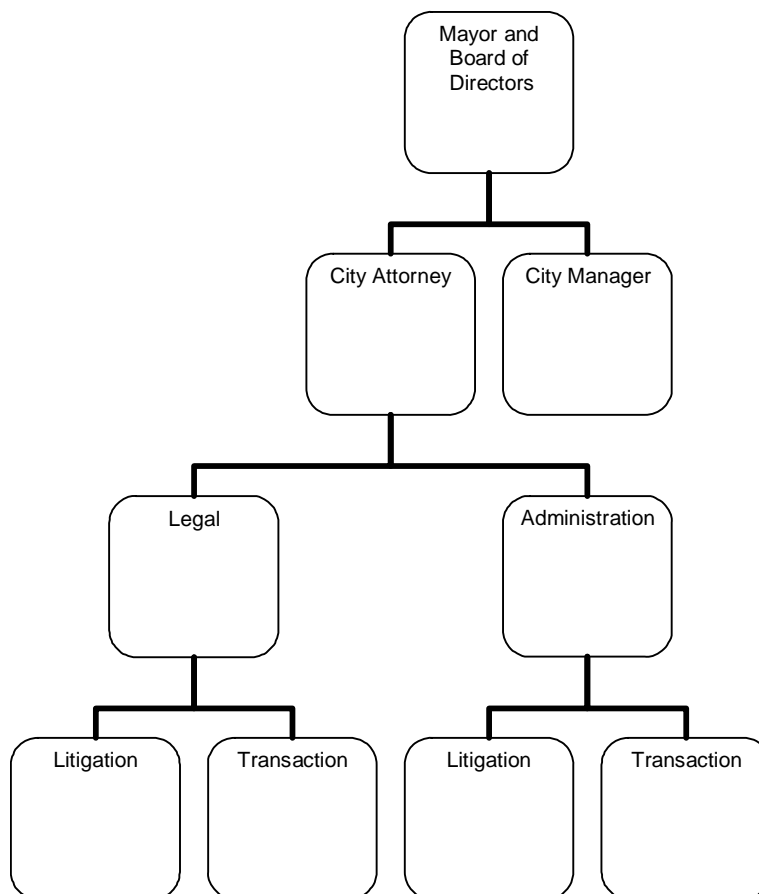 Mayor and
Board of
Directors
City Attorney
City Manager
Legal
Administration
Litigation
Transaction
Litigation
Transaction